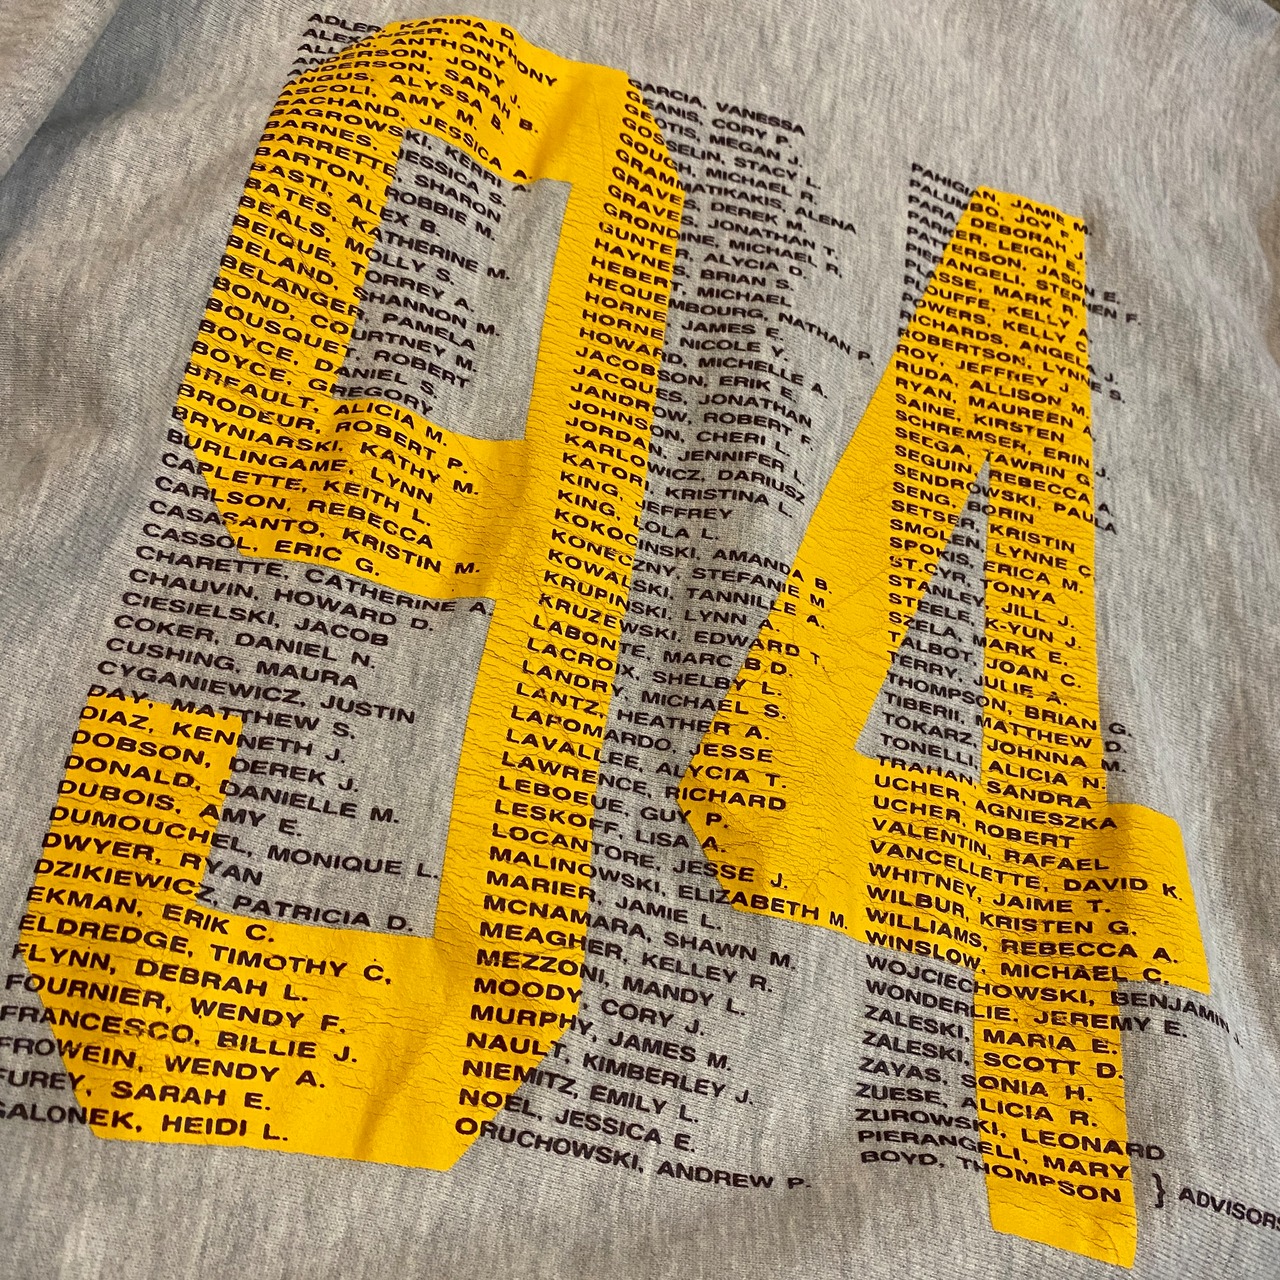 ADLER, KARINA D.
ALEXANDER, ANTHONY
ALLEN, ANTHONY
ANDERSON, JODY
ANDERSON, SARAH J.
ANGUS, ALYSSA B.
ASCOLI, AMY M. B.
BACHAND, JESSICA A.
BAGROWSKI, KERRI A.
BARNES, JESSICA S.
BARRETTE, SHARON
BARTON, ROBBIE M.
BASTI, ALEX B.
BATES, KATHERINE M.
BEALS, MOLLY S.
BEIQUE, TORREY A.
BELAND, SHANNON M.
BELANGER, PAMELA
BOND, COURTNEY M.
BOUSQUET, ROBERT
BOYCE, DANIEL S.
BOYCE, GREGORY
BREAULT, ALICIA M.
BRODEUR, ROBERT P.
BRYNIARSKI, KATHY M.
BURLINGAME, LYNN
CAPLETTE, KEITH L.
CARLSON, REBECCA
CASASANTO, KRISTIN M.
CASSOL, ERIC G.
CHARETTE, CATHERINE A.
CHAUVIN, HOWARD D.
CIESIELSKI, JACOB
COKER, DANIEL N.
CUSHING, MAURA
CYGANIEWICZ, JUSTIN
DAY, MATTHEW S.
DIAZ, KENNETH J.
DOBSON, DEREK J.
DONALD, DANIELLE M.
DUBOIS, AMY E.
DUMOUCHEL, MONIQUE L.
DWYER, RYAN
DZIKIEWICZ, PATRICIA D.
EKMAN, ERIK C.
ELDREDGE, TIMOTHY C.
FLYNN, DEBRAH L.
FOURNIER, WENDY F.
FRANCESCO, BILLIE J.
FROWEIN, WENDY A.
FUREY, SARAH E.
GALONEK, HEIDI L.
GARCIA, VANESSA
GEANIS, CORY P.
GEOTIS, MEGAN J.
GOSSELIN, STACY L.
GOUGH, MICHAEL R.
GRAMMATIKAKIS, ALENA
GRAVES, DEREK M.
GRAVES, JONATHAN T.
GRONDINE, MICHAEL R.
GUNTER, ALYCIA D.
HAYNES, BRIAN S.
HEBERT, MICHAEL
HEQUEMBOURG, NATHAN P.
HORNE, JAMES E.
HORNE, NICOLE Y.
HOWARD, MICHELLE A.
JACOBSON, ERIK E.
JACQUES, JONATHAN
JANDROW, ROBERT F.
JOHNSON, CHERI L.
JORDAN, JENNIFER L.
KARLOWICZ, DARIUSZ
KATORI, KRISTINA L.
KING, JEFFREY
KING, LOLA L.
KOKOCINSKI, AMANDA B.
KONECZNY, STEFANIE M.
KOWALSKI, TANNILLE A.
KRUPINSKI, LYNN A.
KRUZEWSKI, EDWARD T.
LABONTE, MARC B.D.
LACROIX, SHELBY L.
LANDRY, MICHAEL S.
LANTZ, HEATHER A.
LAPOMARDO, JESSE
LAVALLEE, ALYCIA T.
LAWRENCE, RICHARD
LEBOEUF, GUY P.
LESKOFF, LISA A.
LOCANTORE, JESSE J.
MALINOWSKI, ELIZABETH M.
MARIER, JAMIE L.
MCNAMARA, SHAWN M.
MEAGHER, KELLEY R.
MEZZONI, MANDY L.
MOODY, CORY J.
MURPHY, JAMES M.
NAULT, KIMBERLEY J.
NIEMITZ, EMILY L.
NOEL, JESSICA E.
ORUCHOWSKI, ANDREW P.
PAHIGIAN, JAMIE M.
PALUMBO, JOY E.
PARA, DEBORAH
PARKER, LEIGH E.
PATTERSON, JASON E.
PIERANGELI, STEPHEN F.
PLASSE, MARK R.
PLOUFFE, KELLY A.
POWERS, KELLY C.
RICHARDS, ANGELA J.
ROBERTSON, LYNNE S.
ROY, JEFFREY J.
RUDA, ALLISON M.
RYAN, MAUREEN A.
SAINE, KIRSTEN
SCHREMSER, ERIN J.
SEEGA, TAWRIN G.
SEGUIN, REBECCA A.
SENDROWSKI, PAULA
SENG, BORIN
SETSER, KRISTIN
SMOLEN, LYNNE C.
SPOKIS, ERICA M.
ST.CYR, TONYA
STANLEY, JILL J.
STEELE, K-YUN J.
SZELA, MARK E.
TALBOT, JOAN C.
TERRY, JULIE A.
THOMPSON, BRIAN G.
TIBERII, MATTHEW D.
TOKARZ, JOHNNA M.
TONELLI, ALICIA N.
TRAHAN, SANDRA
UCHER, AGNIESZKA
UCHER, ROBERT
VALENTIN, RAFAEL
VANCELLETTE, DAVID K.
WHITNEY, JAIME T.
WILBUR, KRISTEN G.
WILLIAMS, REBECCA A.
WINSLOW, MICHAEL C.
WOJCIECHOWSKI, BENJAMIN J.
WONDERLIE, JEREMY E.
ZALESKI, MARIA E.
ZALESKI, SCOTT D.
ZAYAS, SONIA H.
ZUESE, ALICIA R.
ZUROWSKI, LEONARD
PIERANGELI, MARY
BOYD, THOMPSON } ADVISORS
94